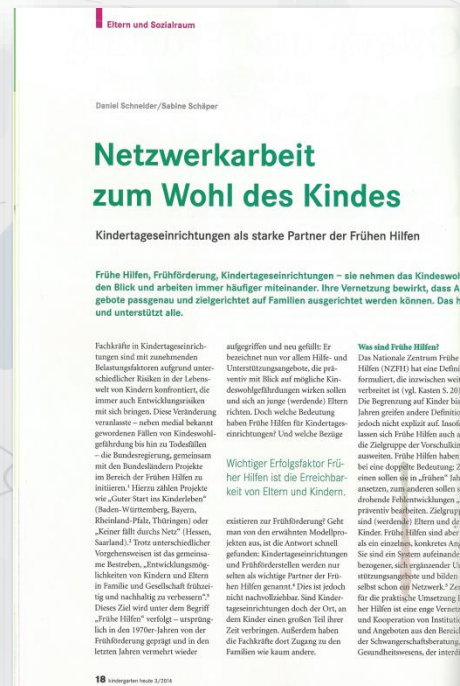 Eltern und Sozialraum
Daniel Schneider/Sabine Schäper
Netzwerkarbeit
zum Wohl des Kindes
Kindertageseinrichtungen als starke Partner der Frühen Hilfen
Frühe Hilfen, Frühförderung, Kindertageseinrichtungen – sie nehmen das Kindeswoh
den Blick und arbeiten immer häufiger miteinander. Ihre Vernetzung bewirkt, dass A
gebote passgenau und zielgerichtet auf Familien ausgerichtet werden können. Das h
und unterstützt alle.
Fachkräfte in Kindertageseinrich-
tungen sind mit zunehmenden
Belastungsfaktoren aufgrund unter-
schiedlicher Risiken in der Lebens-
welt von Kindern konfrontiert, die
immer auch Entwicklungsrisiken
mit sich bringen. Diese Veränderung
veranlasste – neben medial bekannt
gewordenen Fällen von Kindeswohl-
gefährdung bis hin zu Todesfällen
– die Bundesregierung, gemeinsam
mit den Bundesländern Projekte
im Bereich der Frühen Hilfen zu
initiieren.¹ Hierzu zählen Projekte
wie „Guter Start ins Kinderleben“
(Baden-Württemberg, Bayern,
Rheinland-Pfalz, Thüringen) oder
„Keiner fällt durchs Netz“ (Hessen,
Saarland).² Trotz unterschiedlicher
Vorgehensweisen ist das gemeinsa-
me Bestreben, „Entwicklungsmög-
lichkeiten von Kindern und Eltern
in Familie und Gesellschaft frühzei-
tig und nachhaltig zu verbessern“.³
Dieses Ziel wird unter dem Begriff
„Frühe Hilfen“ verfolgt – ursprüng-
lich in den 1970er-Jahren von der
Frühförderung geprägt und in den
letzten Jahren vermehrt wieder
aufgegriffen und neu gefüllt: Er
bezeichnet nun vor allem Hilfe- und
Unterstützungsangebote, die prä-
ventiv mit Blick auf mögliche Kin-
deswohlgefährdungen wirken sollen
und sich an junge (werdende) Eltern
richten. Doch welche Bedeutung
haben Frühe Hilfen für Kindertages-
einrichtungen? Und welche Bezüge
Wichtiger Erfolgsfaktor Frü-
her Hilfen ist die Erreichbar-
keit von Eltern und Kindern.
existieren zur Frühförderung? Geht
man von den erwähnten Modellpro-
jekten aus, ist die Antwort schnell
gefunden: Kindertageseinrichtungen
und Frühförderstellen werden nur
selten als wichtige Partner der Frü-
hen Hilfen genannt.⁴ Dies ist jedoch
nicht nachvollziehbar. Sind Kinder-
tageseinrichtungen doch der Ort, an
dem Kinder einen großen Teil ihrer
Zeit verbringen. Außerdem haben
die Fachkräfte dort Zugang zu den
Familien wie kaum andere.
Was sind Frühe Hilfen?
Das Nationale Zentrum Frühe
Hilfen (NZFH) hat eine Defini
formuliert, die inzwischen weit
verbreitet ist (vgl. Kasten S. 20)
Die Begrenzung auf Kinder bis
Jahren greifen andere Definitio
jedoch nicht explizit auf. Insofe
lassen sich Frühe Hilfen auch a
die Zielgruppe der Vorschulkin
ausweiten. Frühe Hilfen haben
bei eine doppelte Bedeutung: Z
einen sollen sie in „frühen“ Jah
ansetzen, zum anderen sollen s
drohende Fehlentwicklungen „
präventiv bearbeiten. Zielgrupp
sind (werdende) Eltern und de
Kinder. Frühe Hilfen sind aber
als ein einzelnes, konkretes Ang
Sie sind ein System aufeinande
bezogener, sich ergänzender Un
stützungsangebote und bilden
selbst schon ein Netzwerk.⁵ Zen
für die praktische Umsetzung F
her Hilfen ist eine enge Vernetz
und Kooperation von Institutio
und Angeboten aus den Bereich
der Schwangerschaftsberatung,
Gesundheitswesens, der interdi
18 kindergarten heute 3/2016